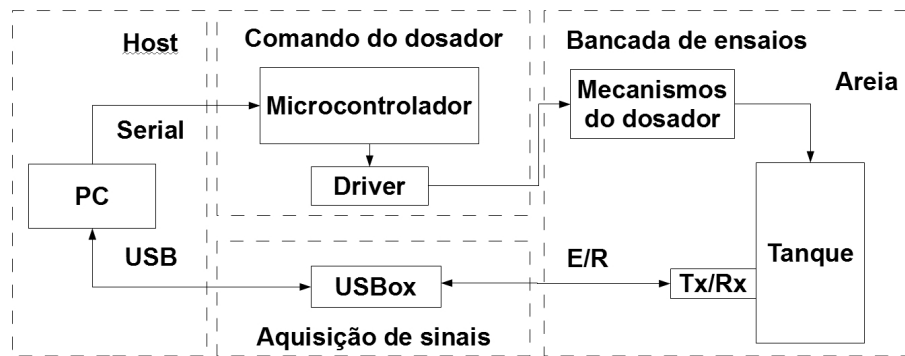 Host
Comando do dosador
Bancada de ensaios
Microcontrolador
Mecanismos
do dosador
Areia
Serial
Driver
PC
Tanque
USB
USBox
E/R
Tx/Rx
Aquisição de sinais